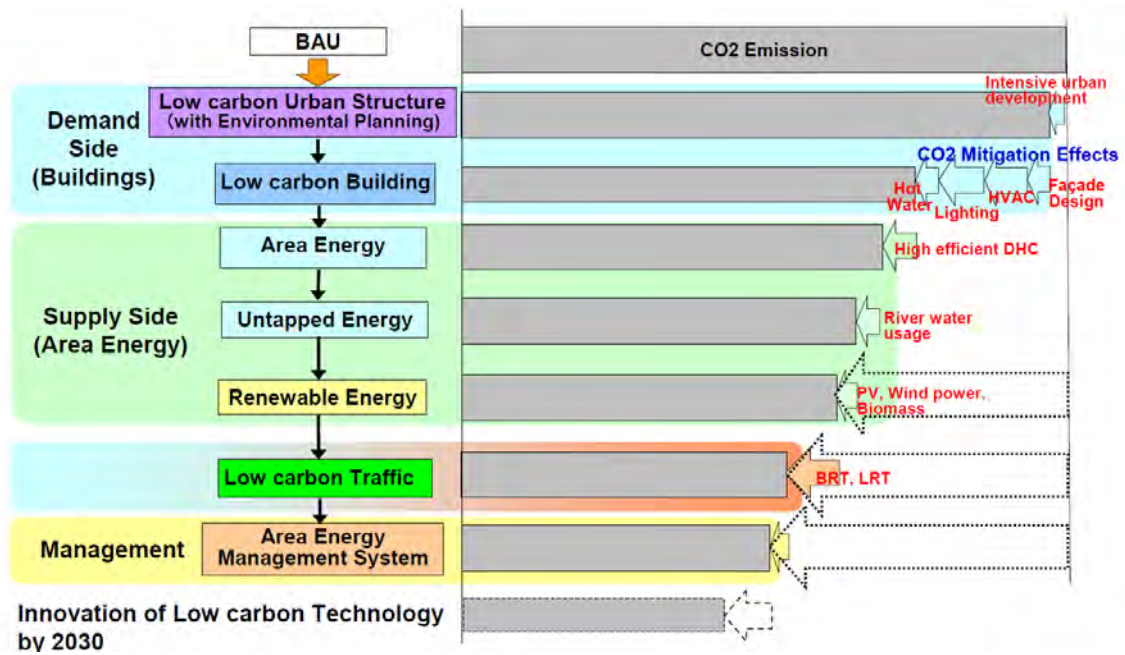 BAU
CO2 Emission
Demand
Side
(Buildings)
Low carbon Urban Structure
(with Environmental Planning)
Intensive urban
development
Low carbon Building
CO2 Mitigation Effects
Hot
Water
Lighting
HVAC
Façade
Design
Supply Side
(Area Energy)
Area Energy
High efficient DHC
Untapped Energy
River water
usage
Renewable Energy
PV, Wind power,
Biomass
Low carbon Traffic
BRT, LRT
Management
Area Energy
Management System
Innovation of Low carbon Technology
by 2030